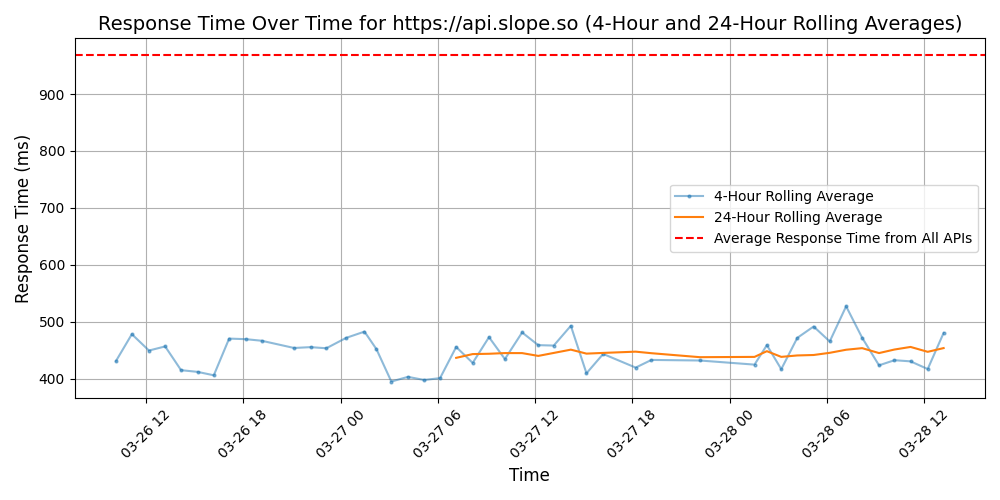 Response Time Over Time for https://api.slope.so (4-Hour and 24-Hour Rolling Averages)
Response Time (ms)
900
800
700
600
500
400
4-Hour Rolling Average
24-Hour Rolling Average
Average Response Time from All APIs
03-26 12
03-26 18
03-27 00
03-27 06
03-27 12
03-27 18
03-28 00
03-28 06
03-28 12
Time